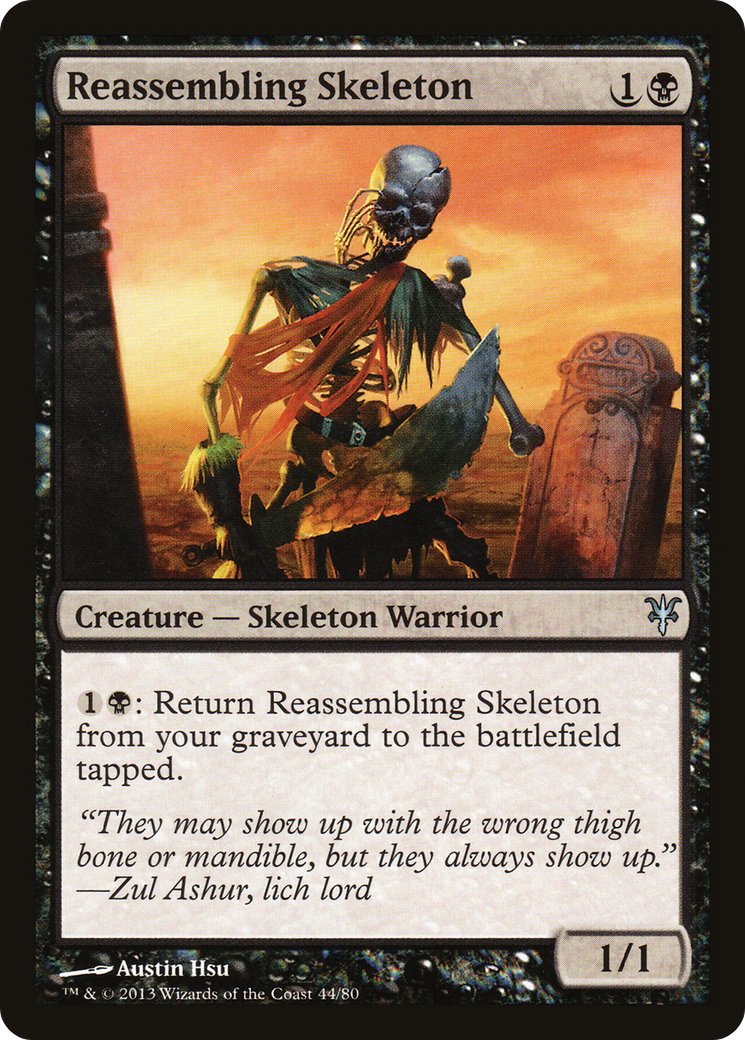 Reassembling Skeleton 1
Creature — Skeleton Warrior
1: Return Reassembling Skeleton
from your graveyard to the battlefield
tapped.
“They may show up with the wrong thigh
bone or mandible, but they always show up.”
—Zul Ashur, lich lord
1/1
Austin Hsu
™ & © 2013 Wizards of the Coast 44/80